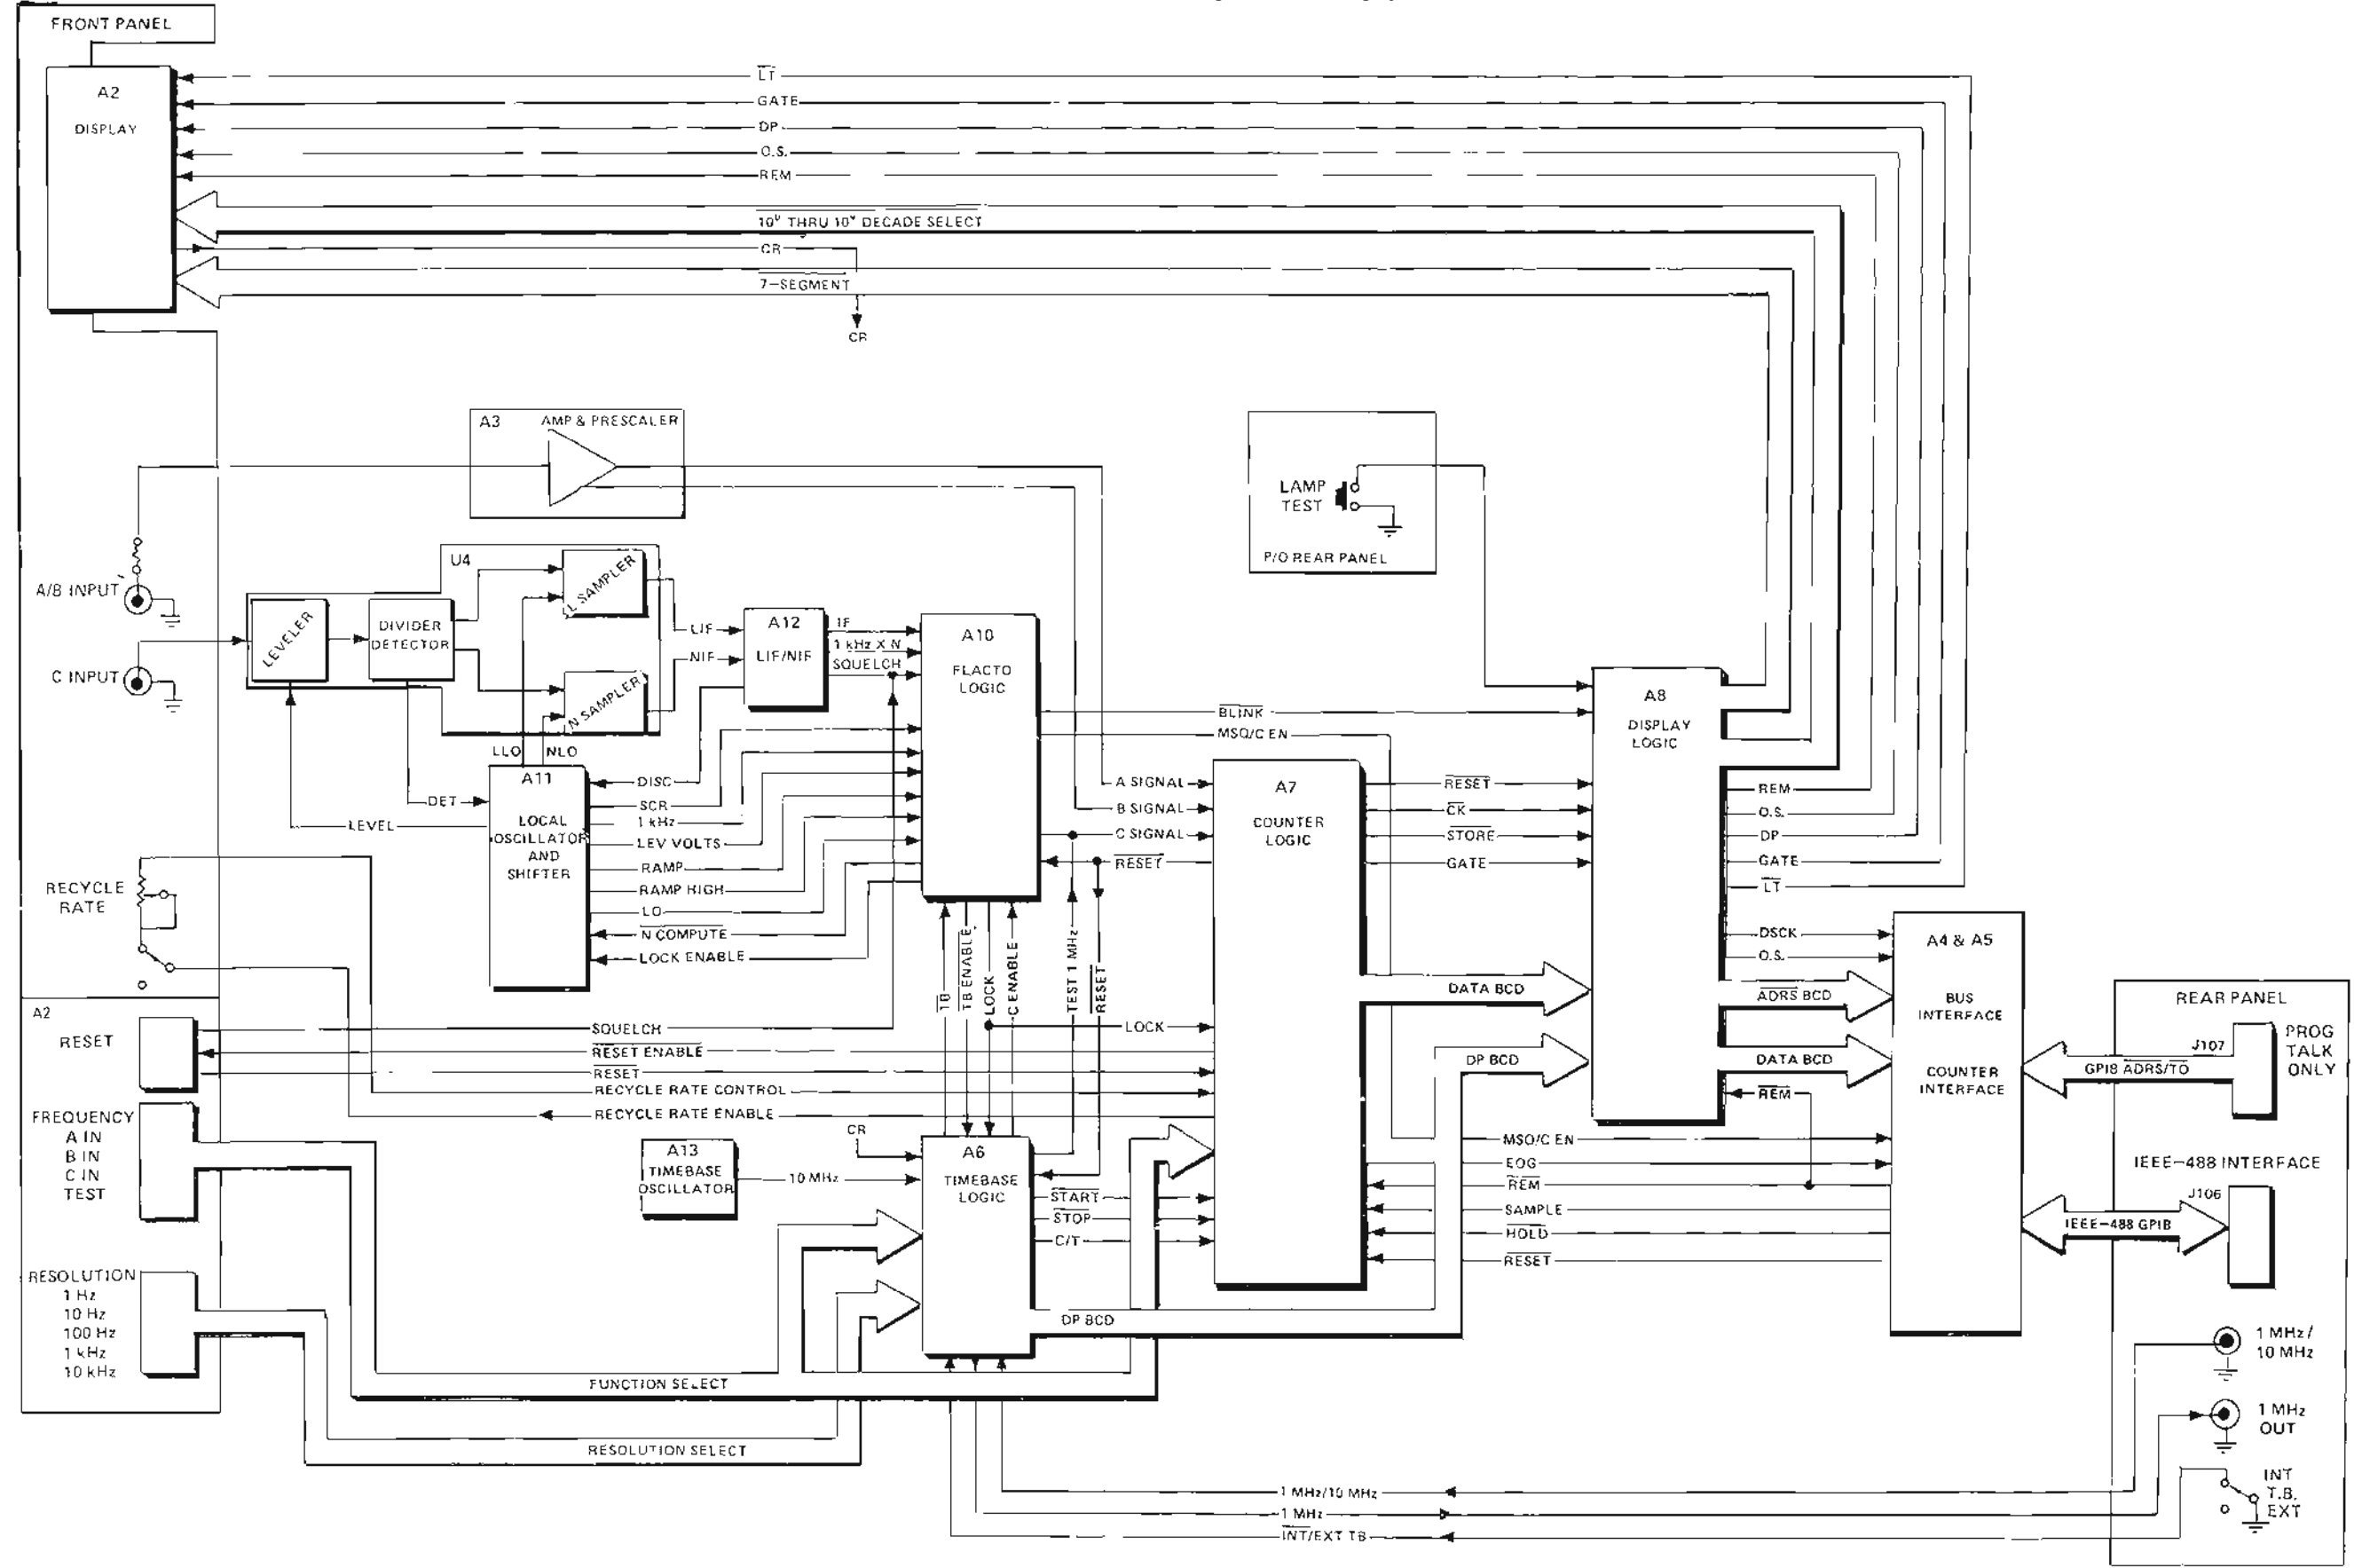 FRONT PANEL
A2
DISPLAY
LT
GATE
DP
O.S.
REM
DECADE SELECT
CR
7-SEGMENT
CR
A3 AMP & PRESCALER
LAMP
TEST
P/O REAR PANEL
A/B INPUT
C INPUT
U4
LEVELER
DIVIDER
DETECTOR
L SAMPLER
N SAMPLER
LIF
NIF
A12
LIF/NIF
IF
1 kHz X N
SQUELCH
A10
FLACTO
LOGIC
LLO NLO
DET
LEVEL
A11
LOCAL
OSCILLATOR
AND
SHIFTER
DISC
SCR
1 kHz
LEV VOLTS
RAMP
RAMP HIGH
LO
N COMPUTE
LOCK ENABLE
BLINK
MSO/C EN
A SIGNAL
B SIGNAL
C SIGNAL
RESET
A7
COUNTER
LOGIC
RESET
CK
STORE
GATE
A8
DISPLAY
LOGIC
REM
O.S.
DP
GATE
LT
DSCK
O.S.
ADRS BCD
DATA BCD
REM
DATA BCD
DP BCD
A4 & A5
BUS
INTERFACE
COUNTER
INTERFACE
REAR PANEL
J107
PROG
TALK
ONLY
GPIB ADRS/TO
IEEE-488 INTERFACE
J106
IEEE-488 GPIB
RECYCLE
RATE
TB
TB ENABLE
LOCK
C ENABLE
TEST 1 MHz
RESET
LOCK
A2
RESET
SQUELCH
RESET ENABLE
RESET
RECYCLE RATE CONTROL
RECYCLE RATE ENABLE
FREQUENCY
A IN
B IN
C IN
TEST
CR
A13
TIMEBASE
OSCILLATOR
10 MHz
A6
TIMEBASE
LOGIC
START
STOP
C/T
MSO/C EN
EOG
REM
SAMPLE
HOLD
RESET
RESOLUTION
1 Hz
10 Hz
100 Hz
1 kHz
10 kHz
DP BCD
FUNCTION SELECT
RESOLUTION SELECT
1 MHz/
10 MHz
1 MHz
OUT
INT
T.B.
EXT
1 MHz/10 MHz
1 MHz
INT/EXT TB